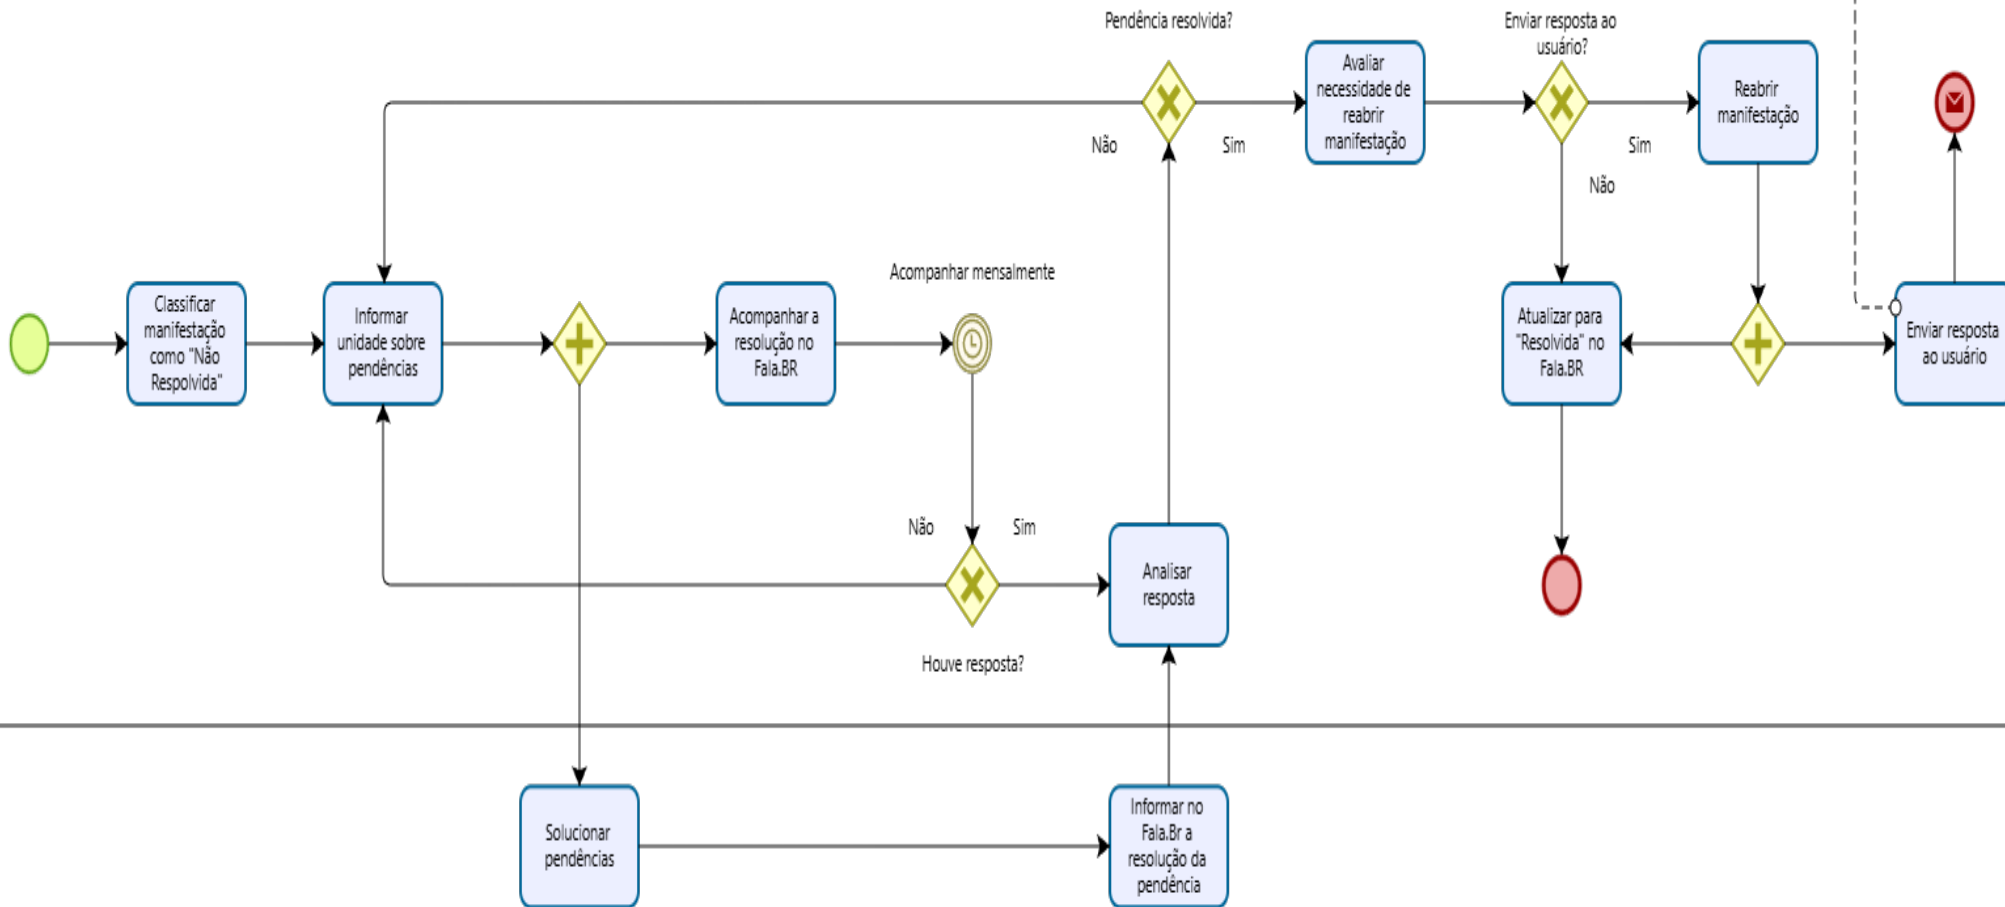 Pendência resolvida?
Enviar resposta ao
usuário?
Avaliar
necessidade de
reabrir
manifestação
Reabrir
manifestação
Não
Sim
Sim
Não
Acompanhar mensalmente
Classificar
manifestação
como "Não
Respolvida"
Informar
unidade sobre
pendências
Acompanhar a
resolução no
Fala.BR
Atualizar para
"Resolvida" no
Fala.BR
Enviar resposta
ao usuário
Não
Sim
Analisar
resposta
Houve resposta?
Solucionar
pendências
Informar no
Fala.Br a
resolução da
pendência